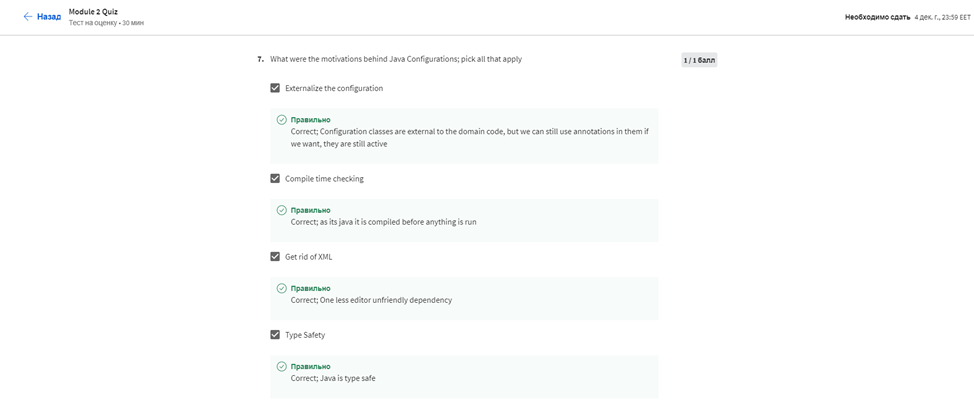 Назад
Module 2 Quiz
Тест на оценку • 30 мин
Необходимо сдать 4 дек. г., 23:59 EET
7. What were the motivations behind Java Configurations; pick all that apply
1 / 1 балл
Externalize the configuration
Правильно
Correct; Configuration classes are external to the domain code, but we can still use annotations in them if
we want, they are still active
Compile time checking
Правильно
Correct; as its java it is compiled before anything is run
Get rid of XML
Правильно
Correct; One less editor unfriendly dependency
Type Safety
Правильно
Correct; Java is type safe